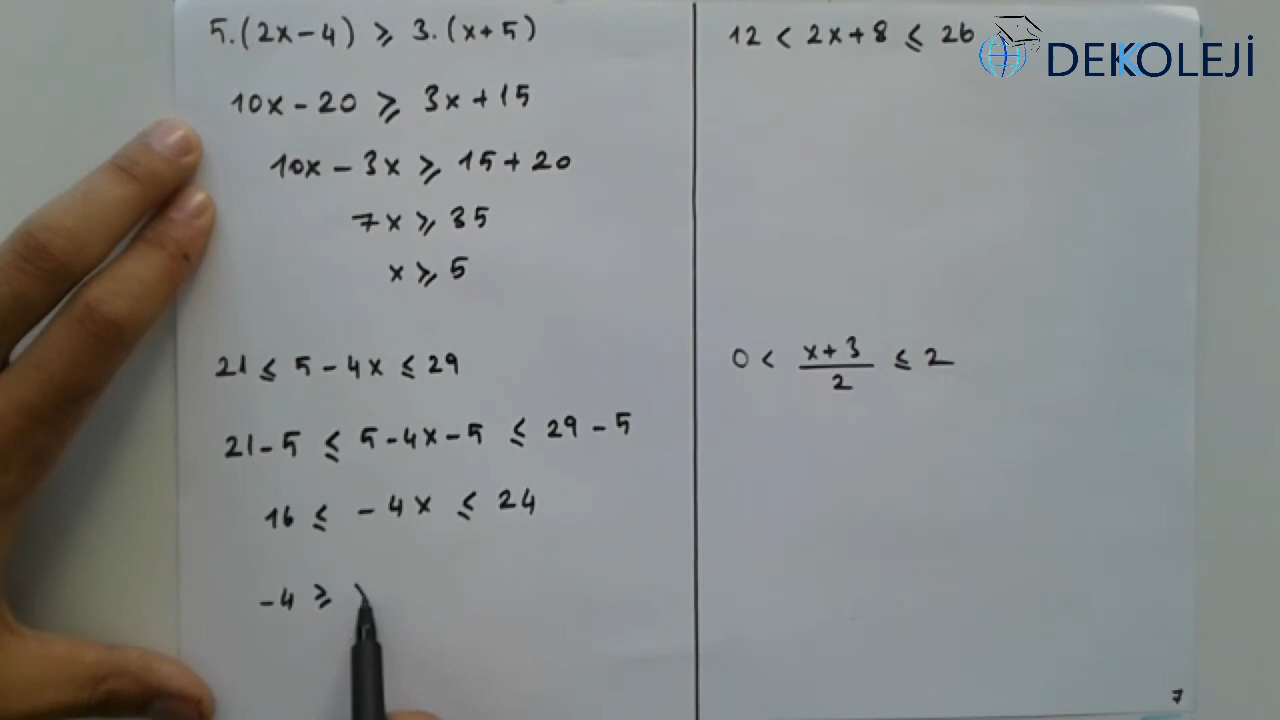 5.(2x-4) ⩾ 3.(x+5)
10x - 20 ⩾ 3x+15
10x - 3x ⩾ 15+20
7x ⩾ 35
x ⩾ 5
21 ≤ 5 - 4x ≤ 29
21-5 ≤ 5-4x-5 ≤ 29-5
16 ≤ -4x ≤ 24
-4 ⩾
12 < 2x+8 ≤ 26
0 < (x+3)/2 ≤ 2
7
DEKKOLEJİ